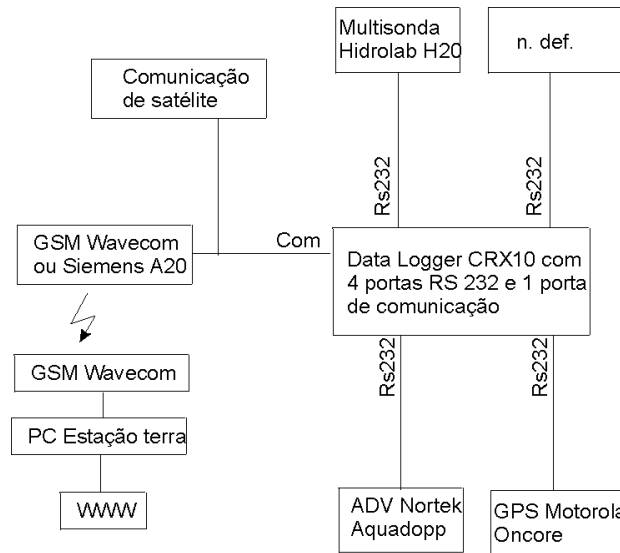 Multisonda
Hidrolab H20
n. def.
Comunicação
de satélite
Rs232
Rs232
GSM Wavecom
ou Siemens A20
Com
Data Logger CRX10 com
4 portas RS 232 e 1 porta
de comunicação
Rs232
Rs232
GSM Wavecom
PC Estação terra
WWW
ADV Nortek
Aquadopp
GPS Motorola
Oncore